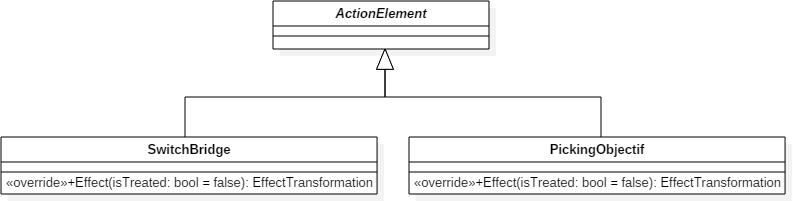 ActionElement
SwitchBridge
«override»+Effect(isTreated: bool = false): EffectTransformation
PickingObjectif
«override»+Effect(isTreated: bool = false): EffectTransformation